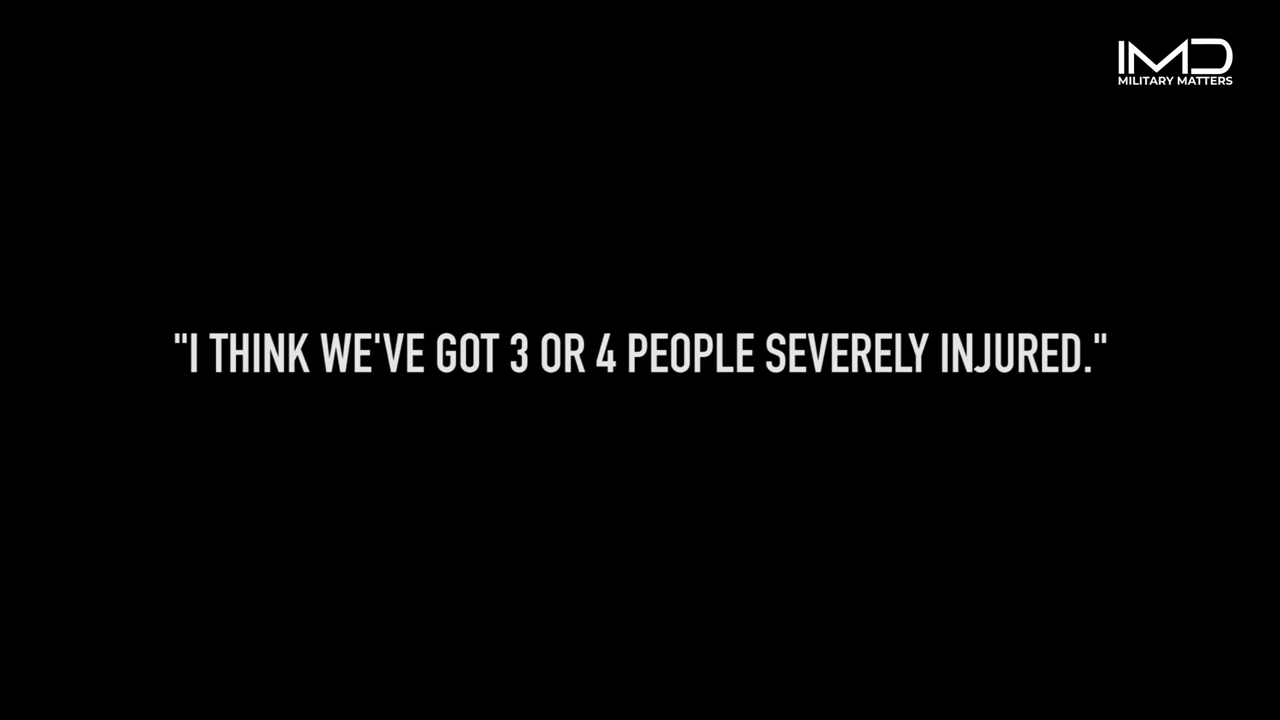 IMD
MILITARY MATTERS
"I THINK WE'VE GOT 3 OR 4 PEOPLE SEVERELY INJURED."